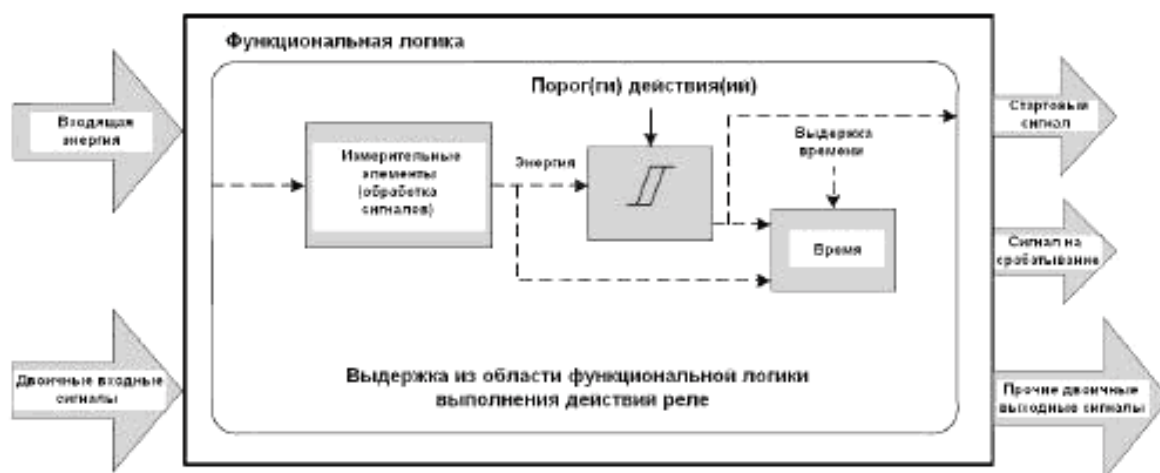 Функциональная логика
Порог(ги) действия(ий)
Входящая
энергия
Измерительные
элементы
(обработка
сигналов)
Энергия
Выдержка
времени
Время
Стартовый
сигнал
Сигнал на
срабатывание
Двоичные входные
сигналы
Выдержка из области функциональной логики
выполнения действий реле
Прочие двоичные
выходные сигналы